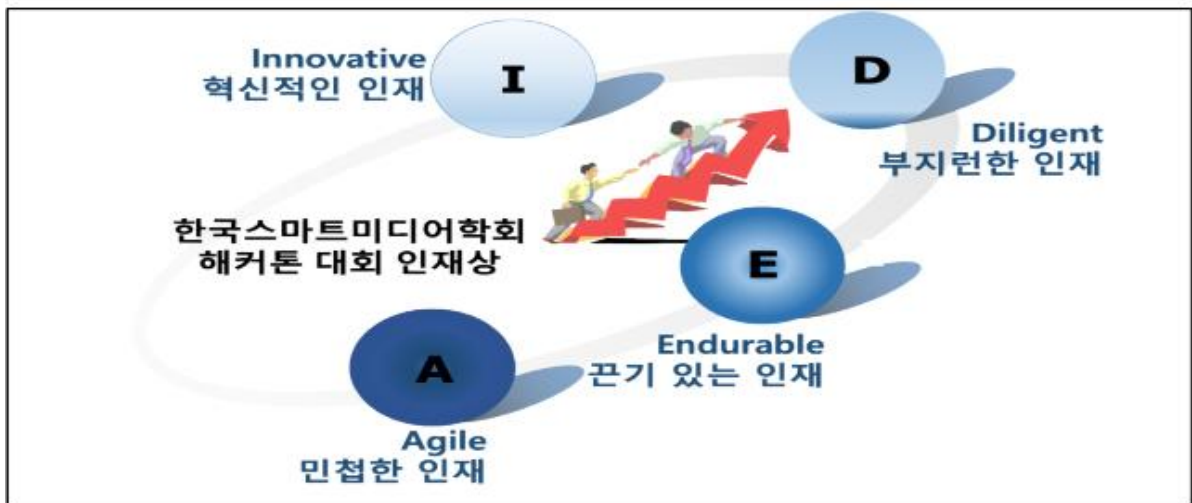 I
Innovative
혁신적인 인재
D
Diligent
부지런한 인재
한국스마트미디어학회
해커톤 대회 인재상
E
Endurable
끈기 있는 인재
A
Agile
민첩한 인재